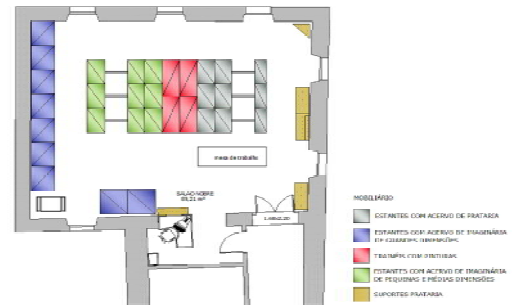 mesa de trabalho
SALÃO NOBRE
MOBILIÁRIO
ESTANTES COM ACERVO DE PRATARIA
ESTANTES COM ACERVO DE IMAGINÁRIA
DE GRANDES DIMENSÕES
TRAINÉIS COM PINTURAS
ESTANTES COM ACERVO DE IMAGINÁRIA
DE PEQUENAS E MÉDIAS DIMENSÕES
SUPORTES PRATARIA